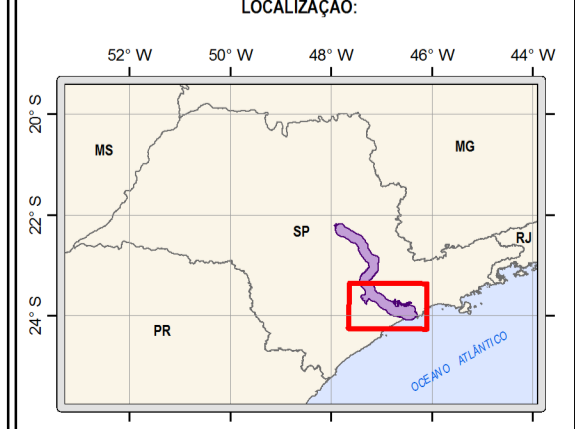 LOCALIZAÇÃO:
52° W 50° W 48° W 46° W 44° W
20° S
MS
MG
22° S
SP
RJ
24° S
PR
OCEANO ATLÂNTICO